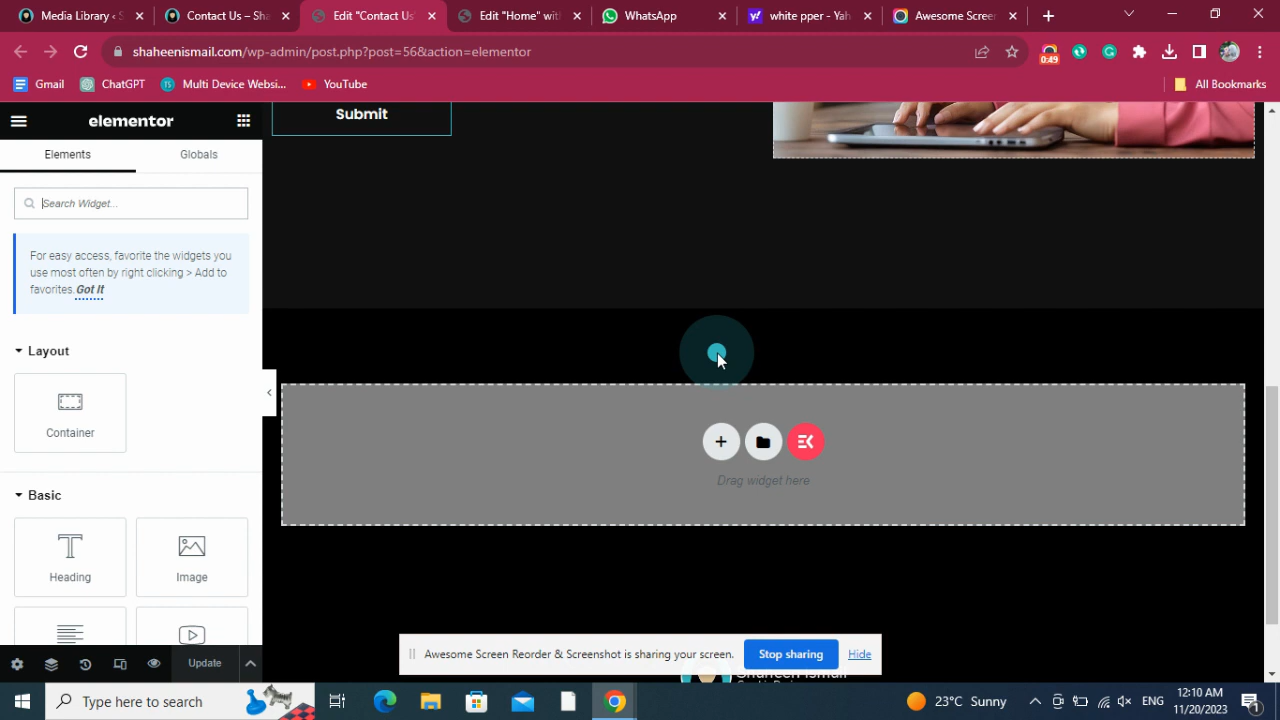 Media Library ‹ S
Contact Us – Sha
Edit "Contact Us"
Edit "Home" with
WhatsApp
white pper - Yah
Awesome Scree
shaheenismail.com/wp-admin/post.php?post=56&action=elementor
0:49
Gmail
ChatGPT
Multi Device Websi...
YouTube
All Bookmarks
elementor
Submit
Elements
Globals
Search Widget...
For easy access, favorite the widgets you
use most often by right clicking > Add to
favorites. Got It
Layout
Container
Drag widget here
Basic
Heading
Image
Update
Awesome Screen Reorder & Screenshot is sharing your screen.
Stop sharing
Hide
Shaheen Ismail
Type here to search
23°C Sunny
ENG
12:10 AM
11/20/2023
1